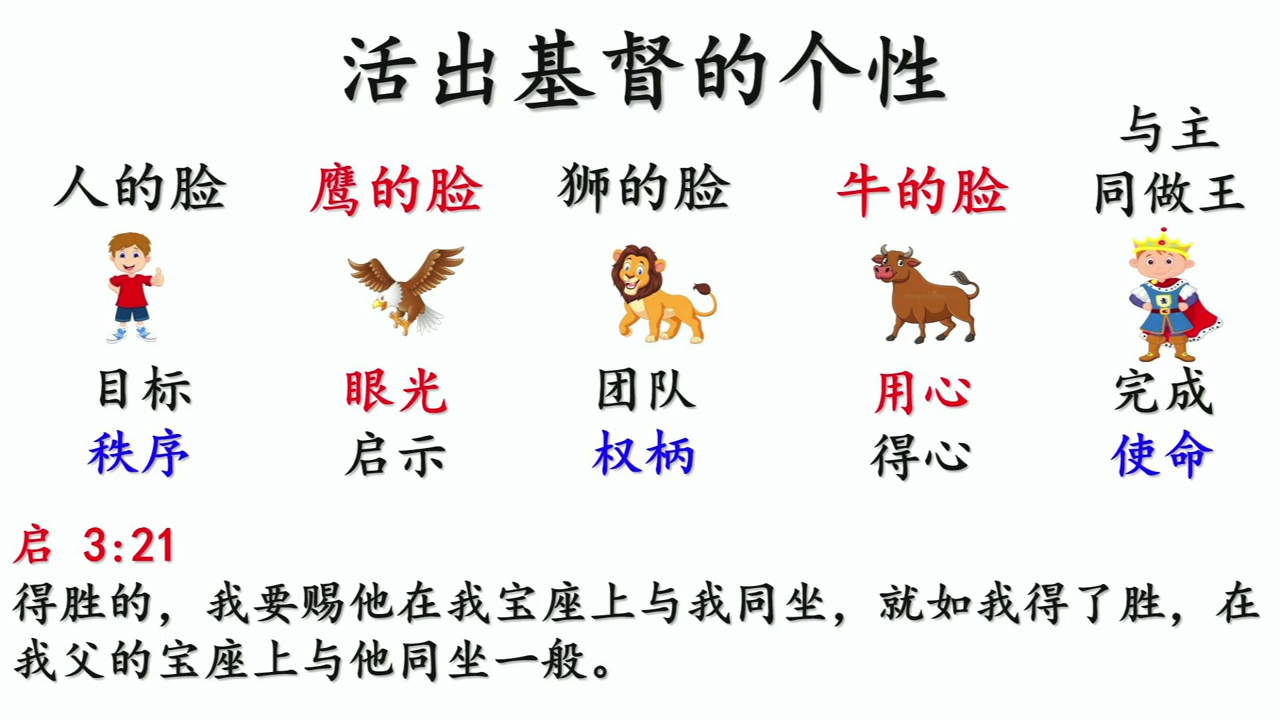 活出基督的个性
与主
人的脸 鹰的脸 狮的脸 牛的脸 同做王
目标 眼光 团队 用心 完成
秩序 启示 权柄 得心 使命
启 3:21
得胜的，我要赐他在我宝座上与我同坐，就如我得了胜，在
我父的宝座上与他同坐一般。